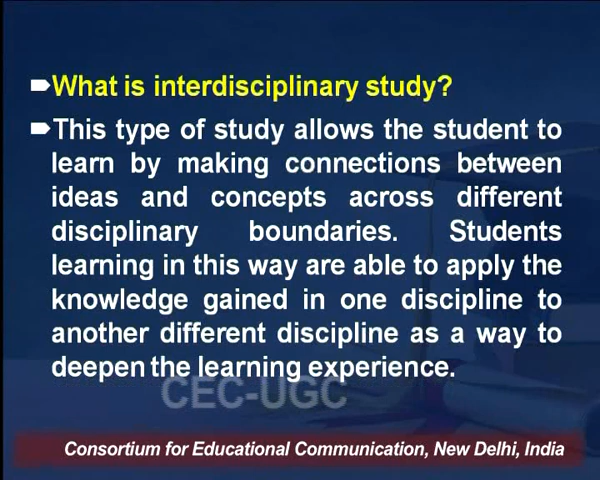 What is interdisciplinary study?
This type of study allows the student to
learn by making connections between
ideas and concepts across different
disciplinary boundaries. Students
learning in this way are able to apply the
knowledge gained in one discipline to
another different discipline as a way to
deepen the learning experience.
CEC-UGC
Consortium for Educational Communication, New Delhi, India